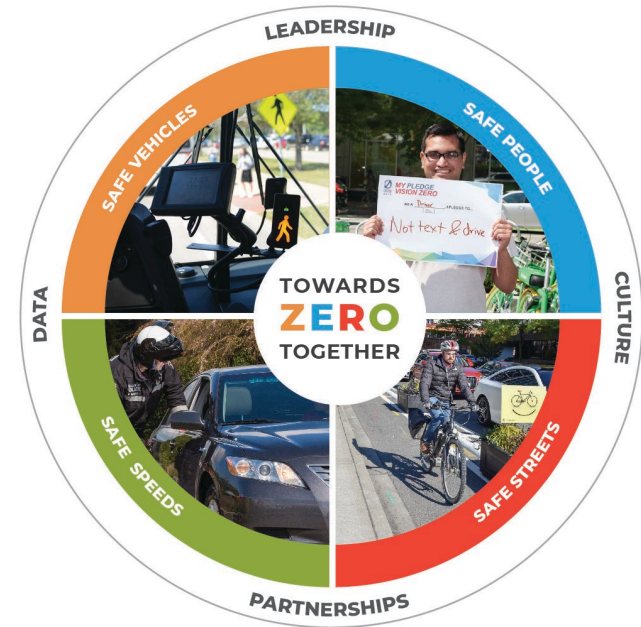 LEADERSHIP
SAFE VEHICLES
SAFE PEOPLE
MY PLEDGE
VISION ZERO
Driver
Not text & drive
TOWARDS
ZERO
TOGETHER
DATA
CULTURE
SAFE SPEEDS
SAFE STREETS
PARTNERSHIPS